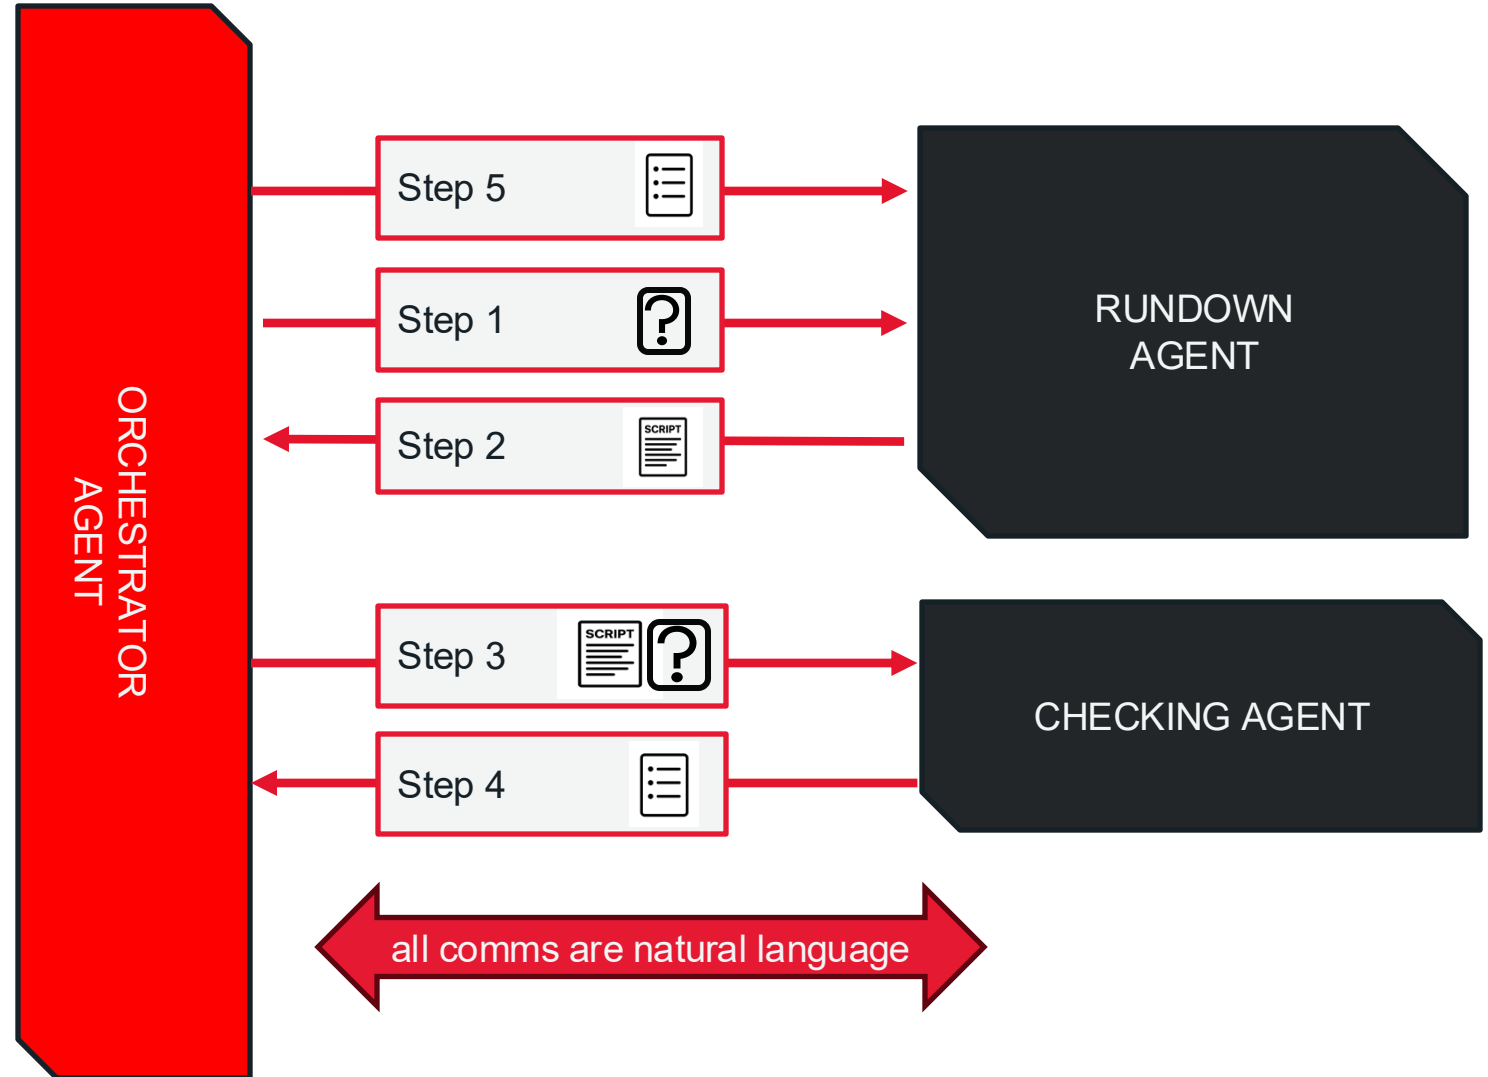 ORCHESTRATOR
AGENT
Step 5
Step 1
?
Step 2
SCRIPT
RUNDOWN
AGENT
Step 3
SCRIPT
?
Step 4
CHECKING AGENT
all comms are natural language